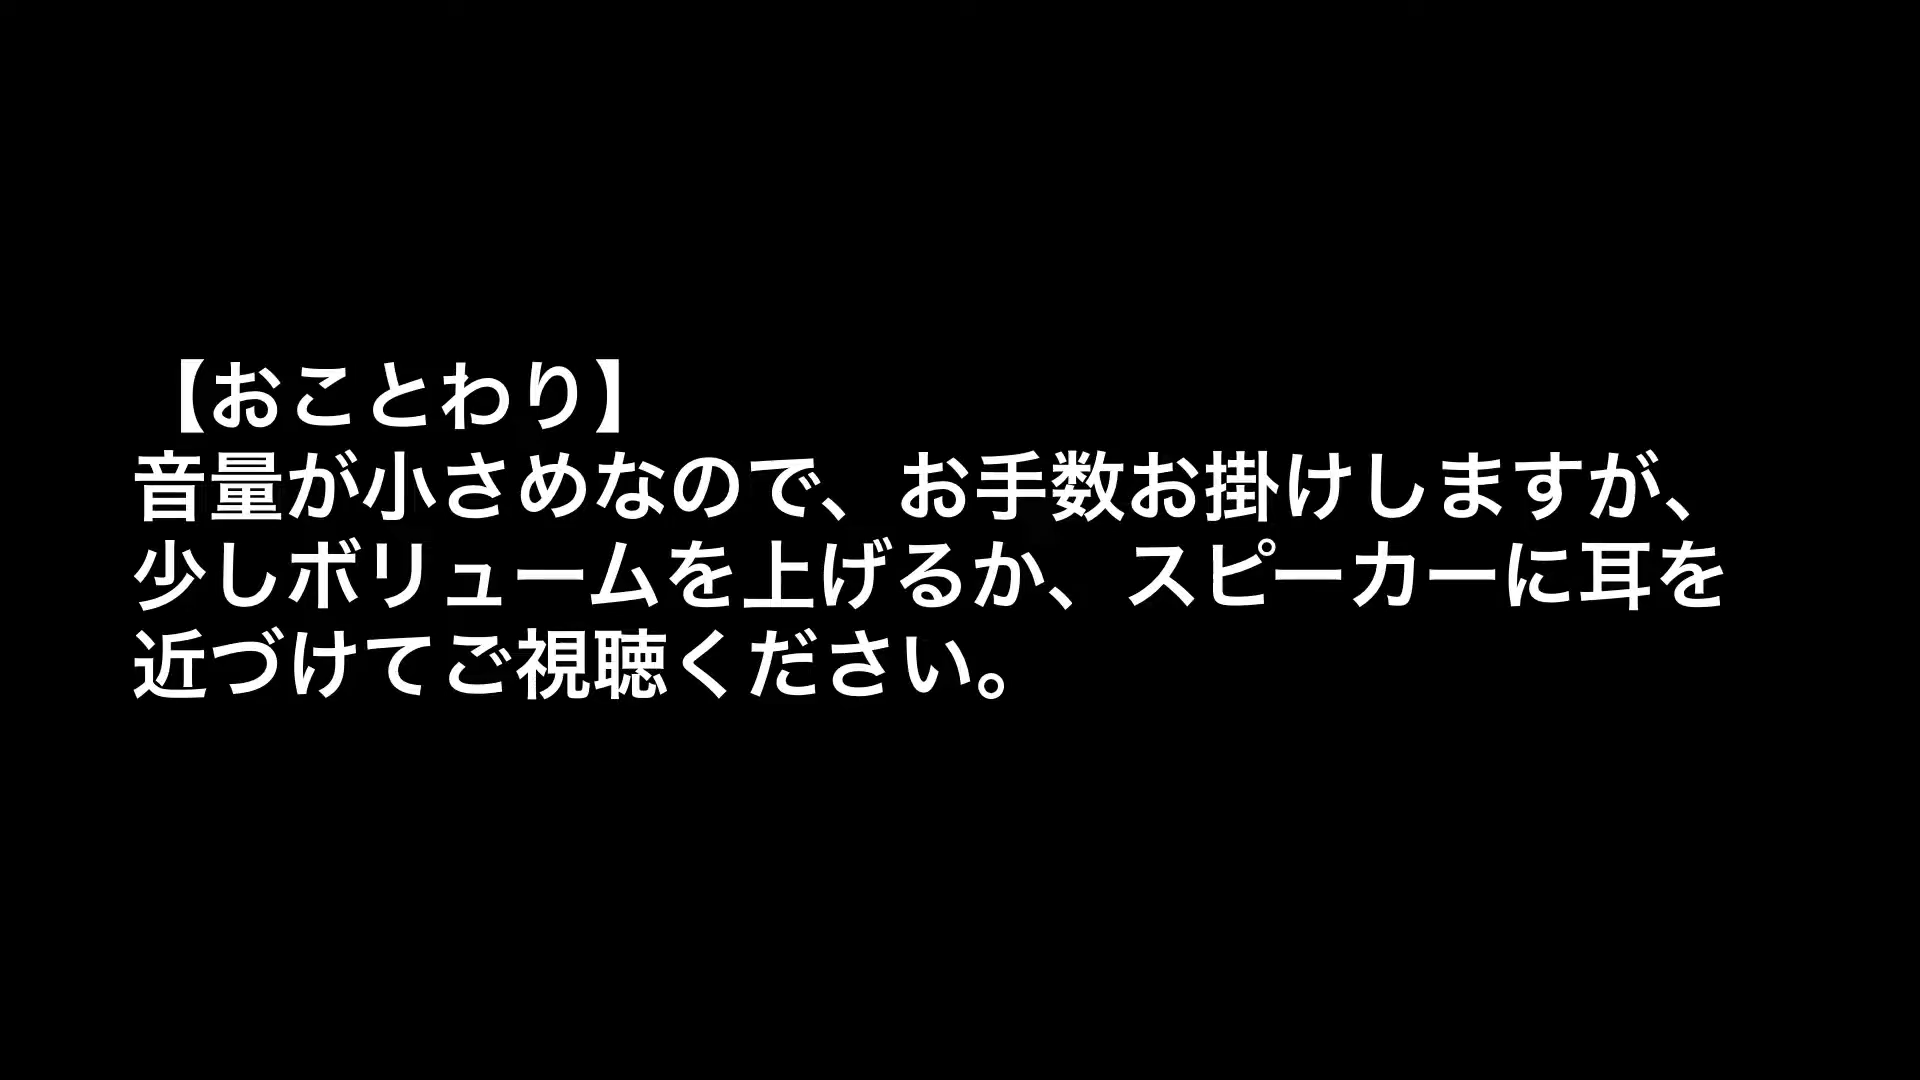 【おことわり】
音量が小さめなので、お手数お掛けしますが、
少しボリュームを上げるか、スピーカーに耳を
近づけてご視聴ください。